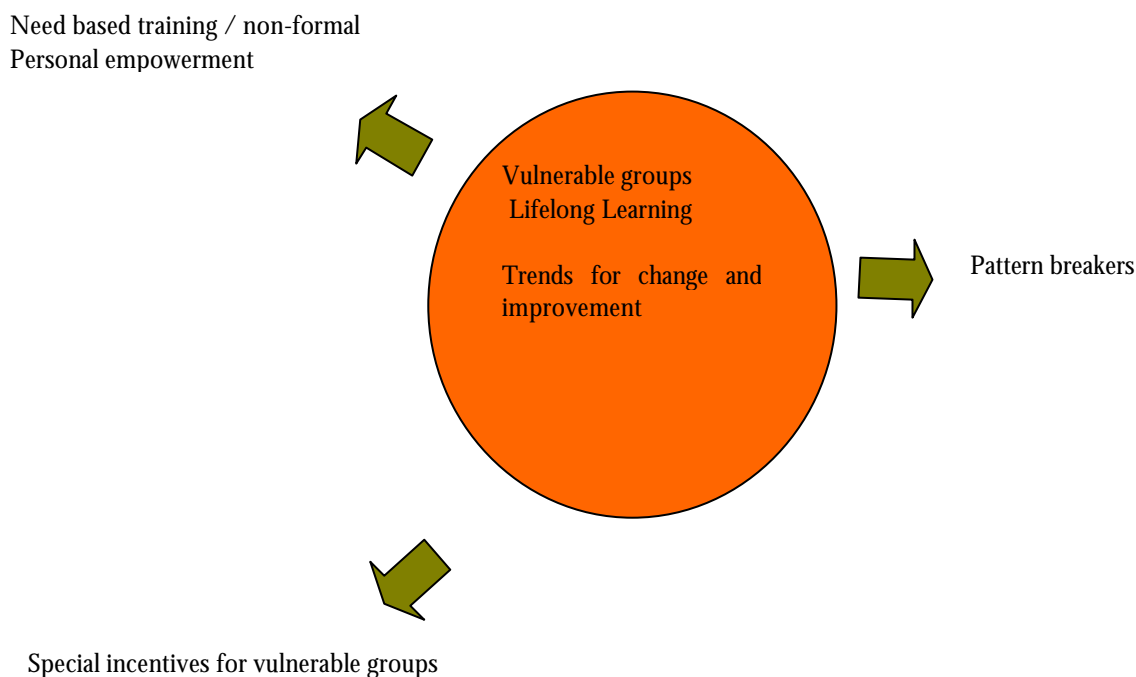 Need based training / non-formal
Personal empowerment
Vulnerable groups
Lifelong Learning
Trends for change and
improvement
Pattern breakers
Special incentives for vulnerable groups